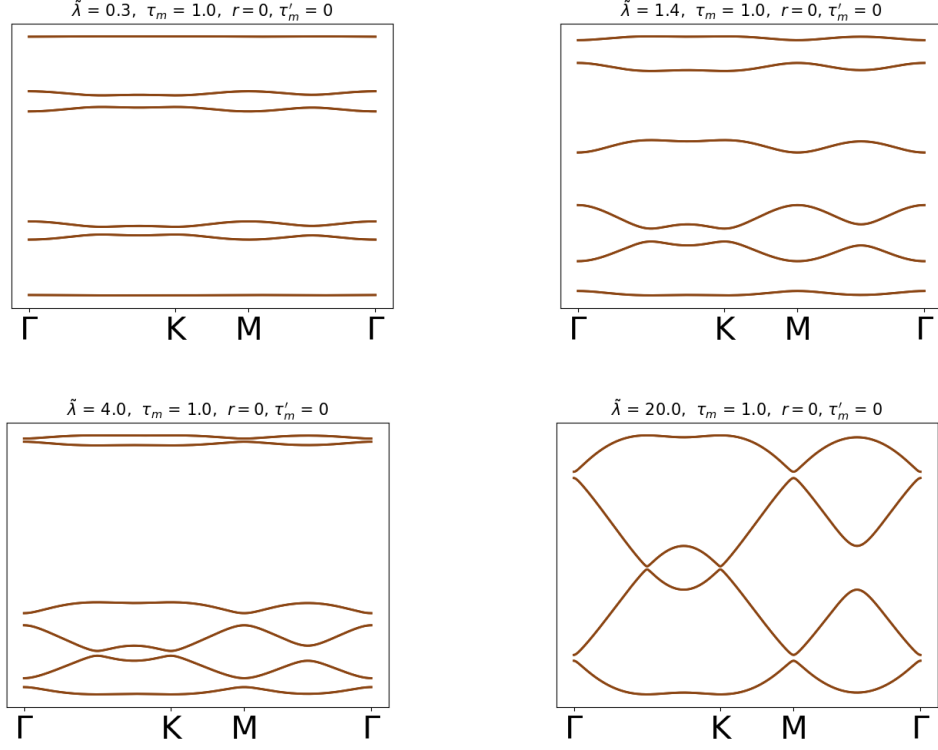 λ̃ = 0.3, τ_m = 1.0, r = 0, τ′_m = 0
λ̃ = 1.4, τ_m = 1.0, r = 0, τ′_m = 0
Γ K M Γ
Γ K M Γ
λ̃ = 4.0, τ_m = 1.0, r = 0, τ′_m = 0
λ̃ = 20.0, τ_m = 1.0, r = 0, τ′_m = 0
Γ K M Γ
Γ K M Γ